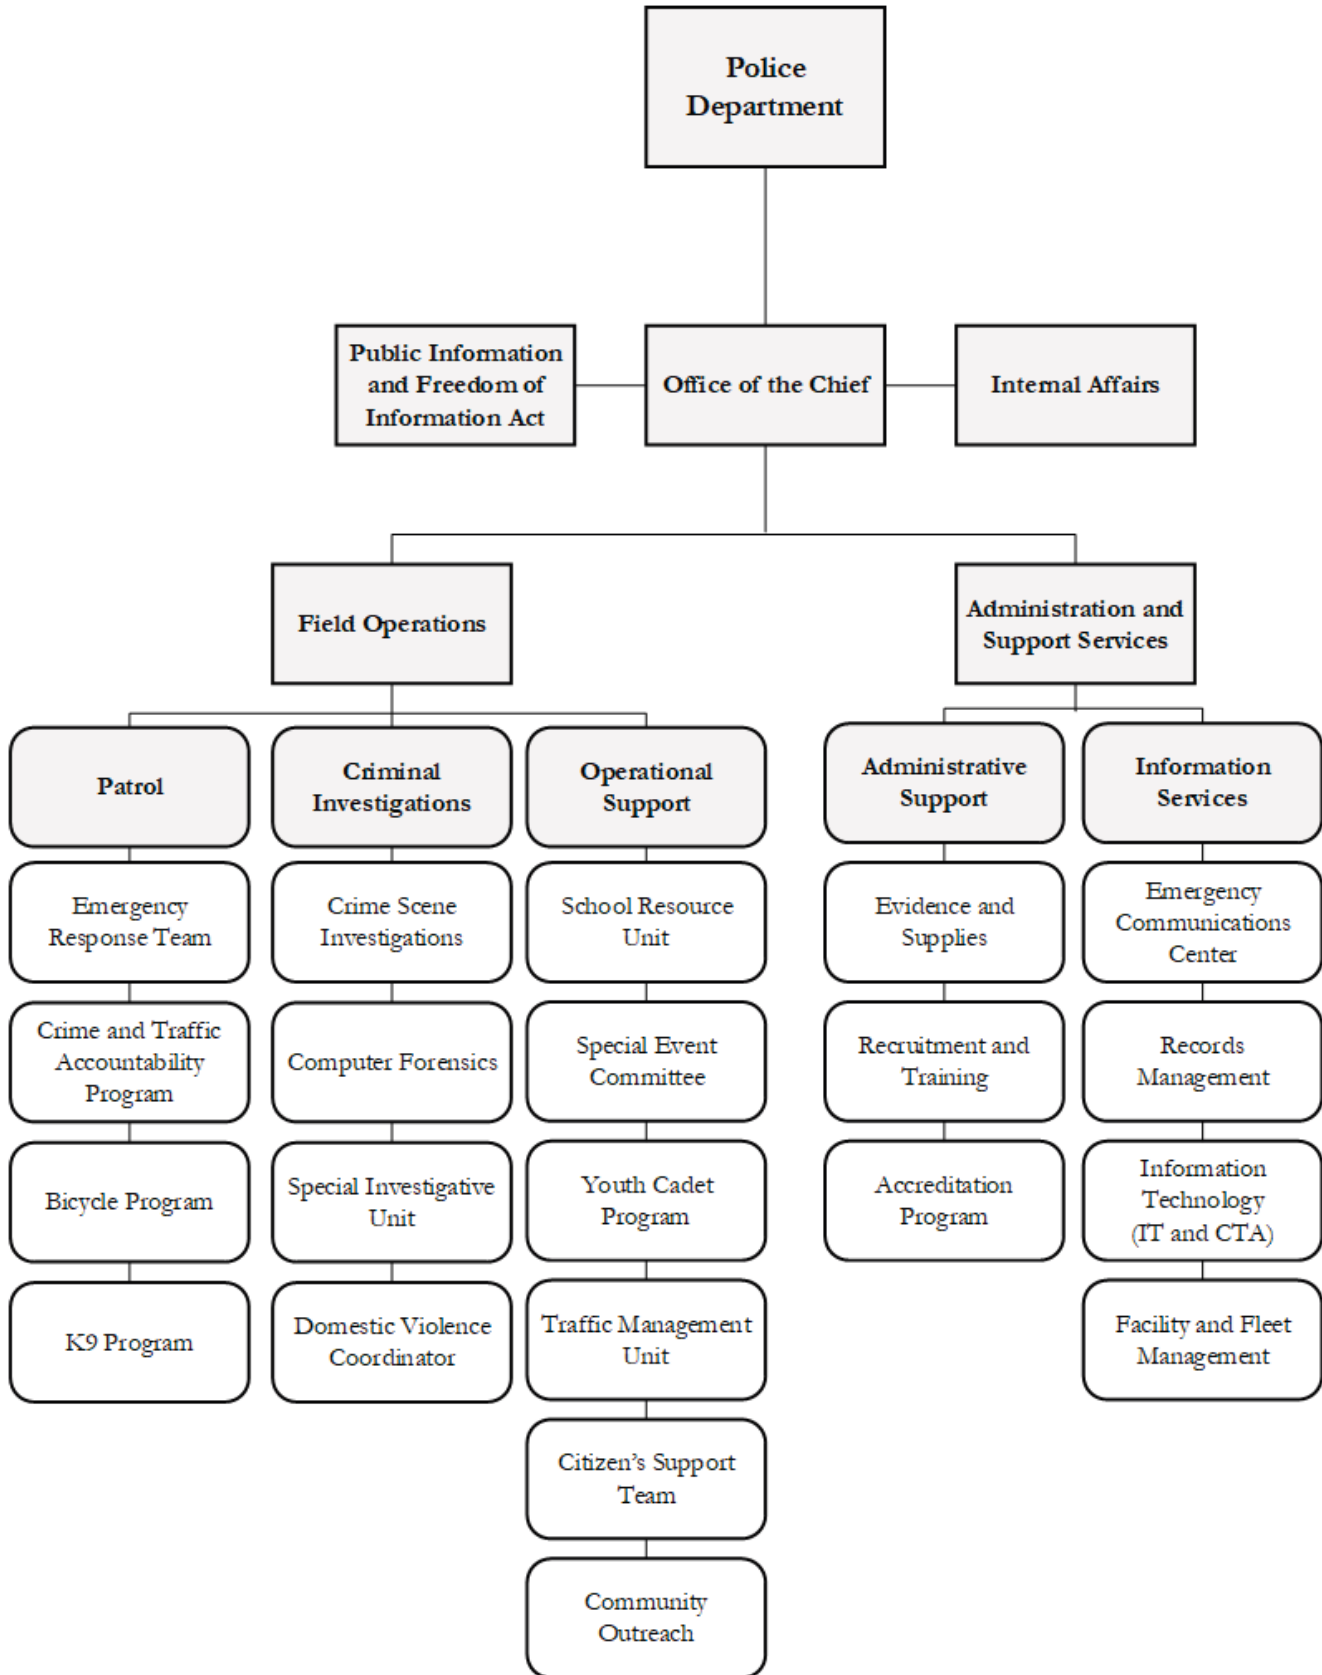 Police
Department
Public Information
and Freedom of
Information Act
Office of the Chief
Internal Affairs
Field Operations
Administration and
Support Services
Patrol
Criminal
Investigations
Operational
Support
Administrative
Support
Information
Services
Emergency
Response Team
Crime Scene
Investigations
School Resource
Unit
Evidence and
Supplies
Emergency
Communications
Center
Crime and Traffic
Accountability
Program
Computer Forensics
Special Event
Committee
Recruitment and
Training
Records
Management
Bicycle Program
Special Investigative
Unit
Youth Cadet
Program
Accreditation
Program
Information
Technology
(IT and CTA)
K9 Program
Domestic Violence
Coordinator
Traffic Management
Unit
Facility and Fleet
Management
Citizen’s Support
Team
Community
Outreach